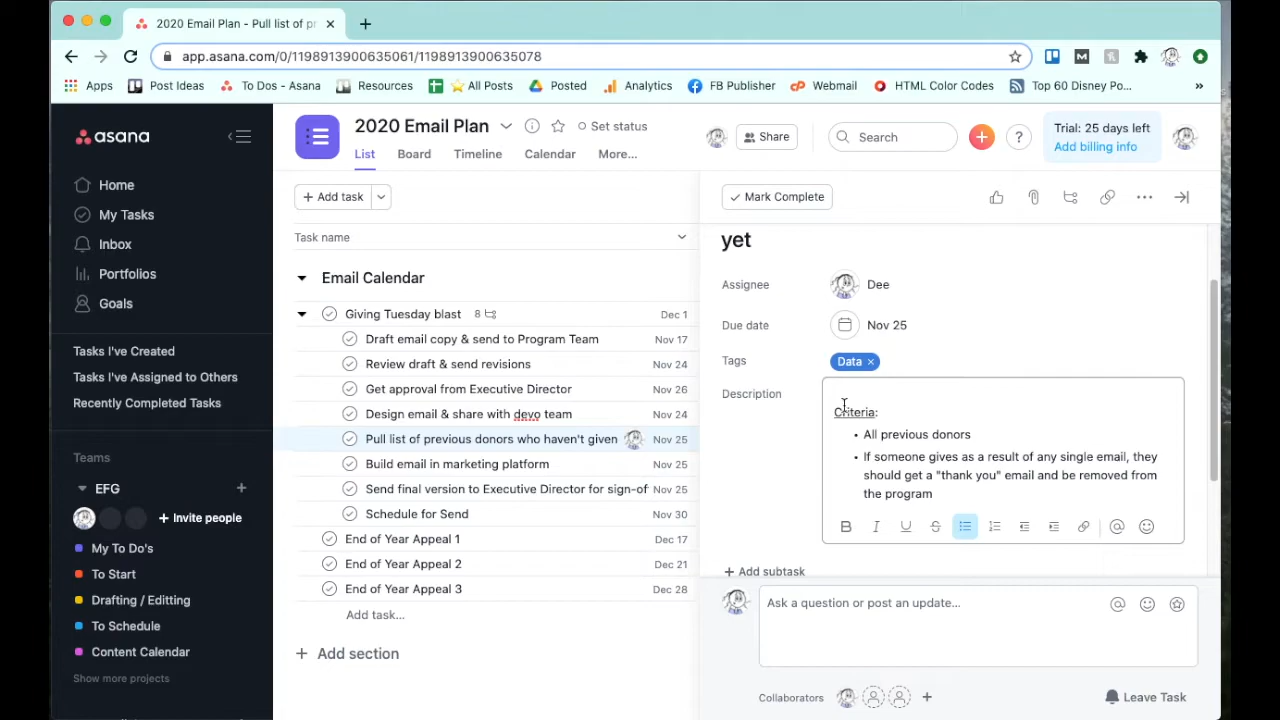 2020 Email Plan - Pull list of pr
app.asana.com/0/1198913900635061/1198913900635078
Apps
Post Ideas
To Dos - Asana
Resources
All Posts
Posted
Analytics
FB Publisher
Webmail
HTML Color Codes
Top 60 Disney Po...
»
asana
Home
My Tasks
Inbox
Portfolios
Goals
Tasks I've Created
Tasks I've Assigned to Others
Recently Completed Tasks
Teams
EFG
Invite people
My To Do's
To Start
Drafting / Editing
To Schedule
Content Calendar
Show more projects
2020 Email Plan
Set status
List
Board
Timeline
Calendar
More...
Share
Search
Trial: 25 days left
Add billing info
+ Add task
Task name
Email Calendar
Giving Tuesday blast 8 Dec 1
Draft email copy & send to Program Team Nov 17
Review draft & send revisions Nov 24
Get approval from Executive Director Nov 26
Design email & share with devo team Nov 24
Pull list of previous donors who haven't given Nov 25
Build email in marketing platform Nov 25
Send final version to Executive Director for sign-of Nov 25
Schedule for Send Nov 30
End of Year Appeal 1 Dec 17
End of Year Appeal 2 Dec 21
End of Year Appeal 3 Dec 28
Add task...
+ Add section
Mark Complete
yet
Assignee Dee
Due date Nov 25
Tags Data ×
Description
Criteria:
• All previous donors
• If someone gives as a result of any single email, they
should get a "thank you" email and be removed from
the program
B I U S
+ Add subtask
Ask a question or post an update...
Collaborators
Leave Task